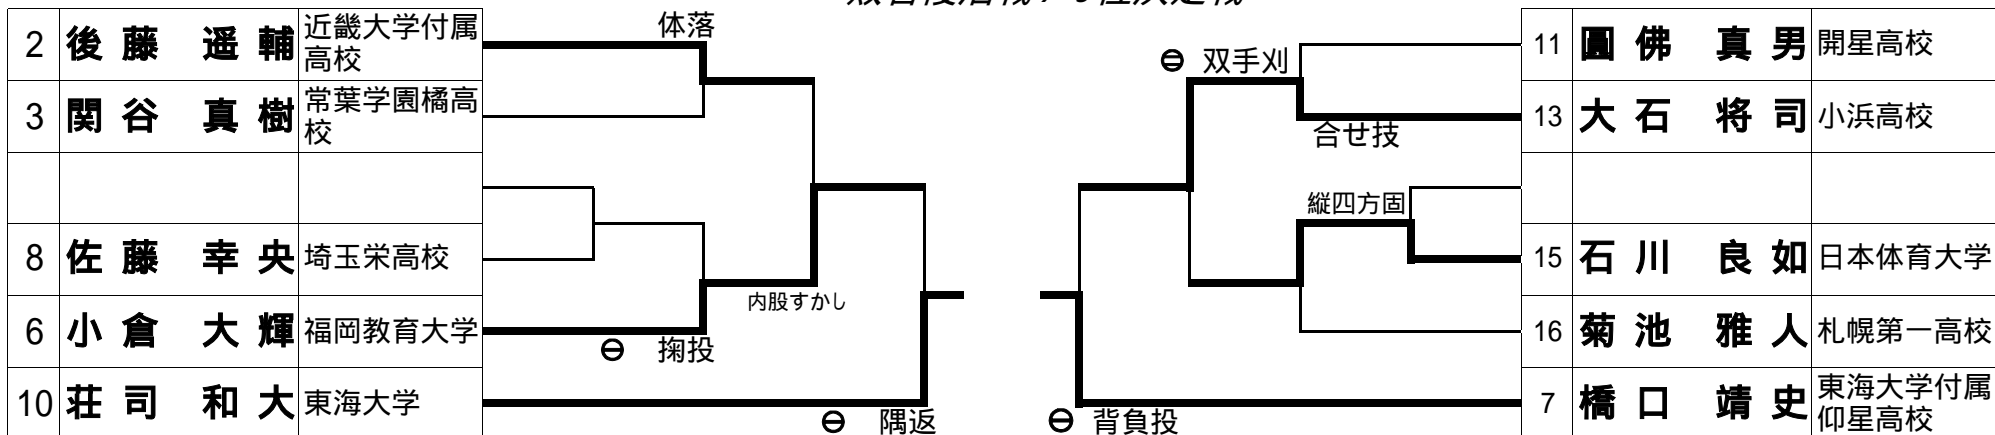 2 後藤 遥輔 近畿大学付属
高校
体落
3 関谷 真樹 常葉学園橘高
校
8 佐藤 幸央 埼玉栄高校
内股すかし
6 小倉 大輝 福岡教育大学
⊖ 掬投
10 荘司 和大 東海大学
⊖ 隅返
11 圓佛 真男 開星高校
⊖ 双手刈
13 大石 将司 小浜高校
合せ技
縦四方固
15 石川 良如 日本体育大学
16 菊池 雅人 札幌第一高校
7 橋口 靖史 東海大学付属
仰星高校
⊖ 背負投